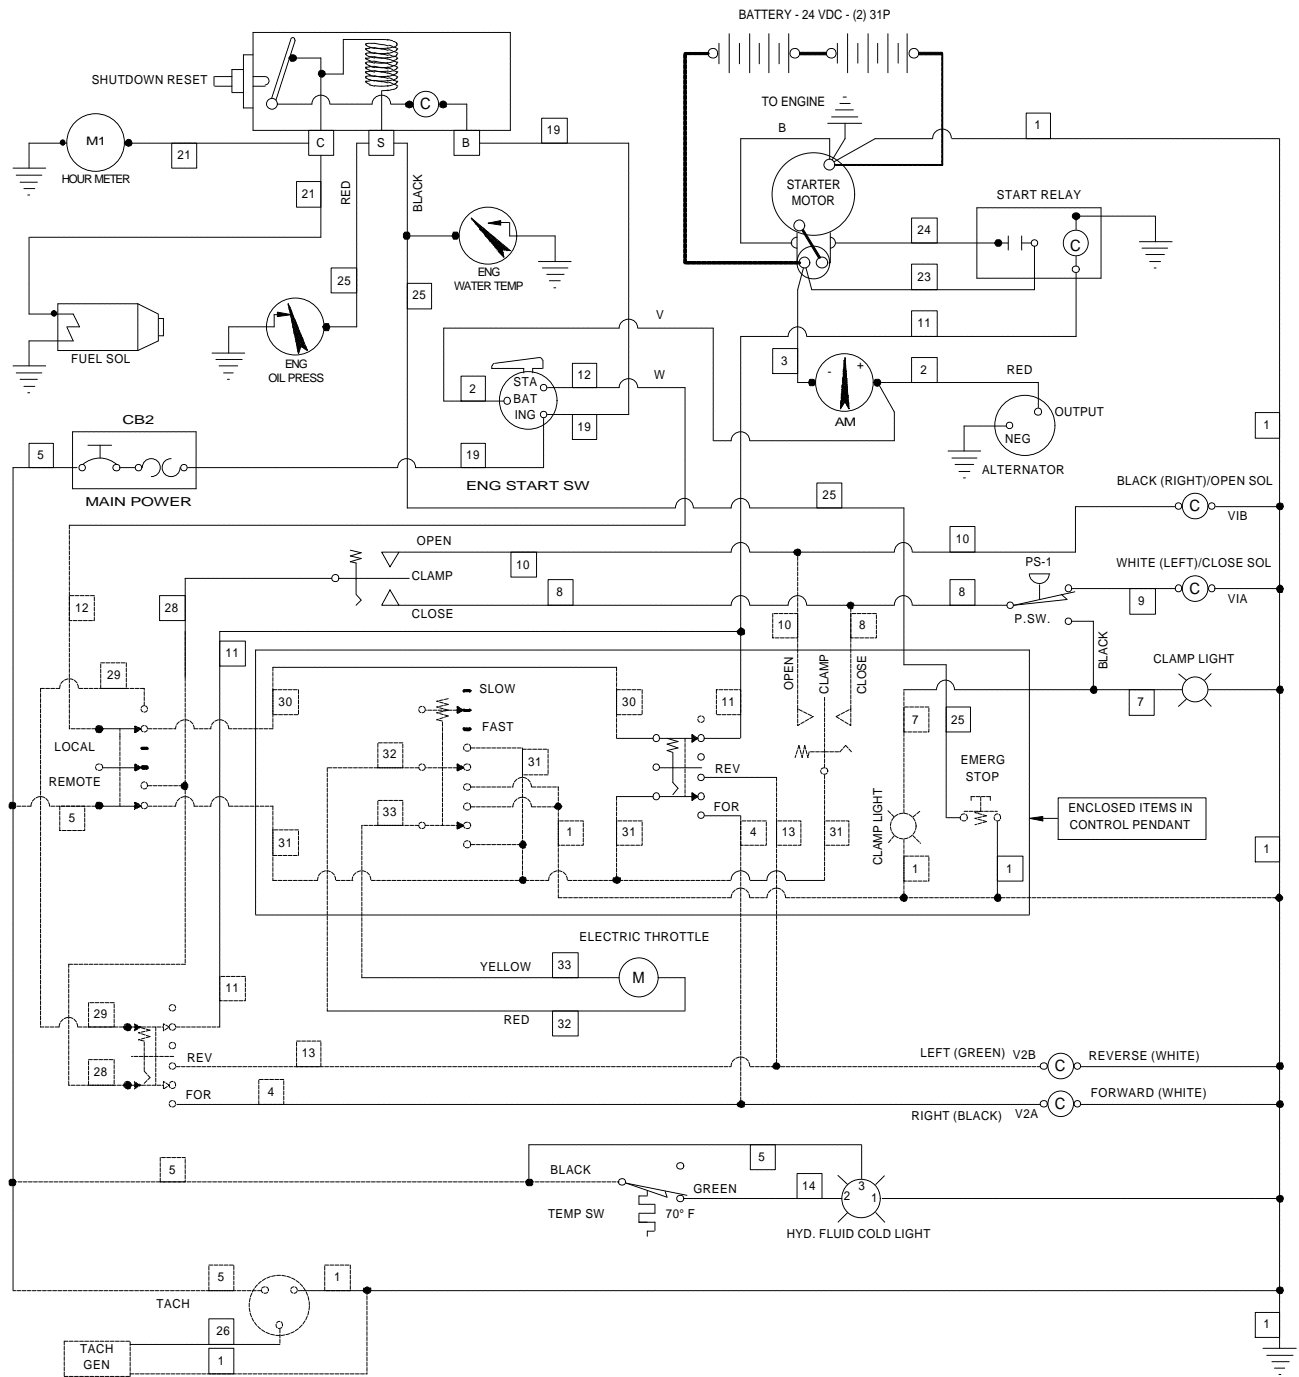 BATTERY - 24 VDC - (2) 31P
SHUTDOWN RESET
C
TO ENGINE
B
1
19
C
S
B
M1
21
HOUR METER
21
RED
BLACK
STARTER
MOTOR
START RELAY
24
C
ENG
WATER TEMP
25
25
23
ENG
OIL PRESS
FUEL SOL
V
11
STA
BAT
ING
12
W
2
19
3
-
+
AM
2
RED
OUTPUT
NEG
ALTERNATOR
1
CB2
5
MAIN POWER
19
ENG START SW
25
BLACK (RIGHT)/OPEN SOL
C
VIB
OPEN
10
10
CLAMP
PS-1
WHITE (LEFT)/CLOSE SOL
C
VIA
CLOSE
8
8
9
P.SW.
12
28
11
10
8
BLACK
OPEN
CLAMP
CLOSE
CLAMP LIGHT
29
30
SLOW
30
11
7
7
25
FAST
LOCAL
REMOTE
32
31
REV
EMERG
STOP
5
33
FOR
ENCLOSED ITEMS IN
CONTROL PENDANT
31
1
31
4
13
31
CLAMP LIGHT
1
1
1
ELECTRIC THROTTLE
YELLOW
33
M
RED
32
11
29
REV
13
LEFT (GREEN)
V2B
C
REVERSE (WHITE)
28
FOR
4
RIGHT (BLACK)
V2A
C
FORWARD (WHITE)
5
BLACK
5
GREEN
14
3
2
1
TEMP SW
70° F
HYD. FLUID COLD LIGHT
5
1
TACH
26
1
1
TACH
GEN